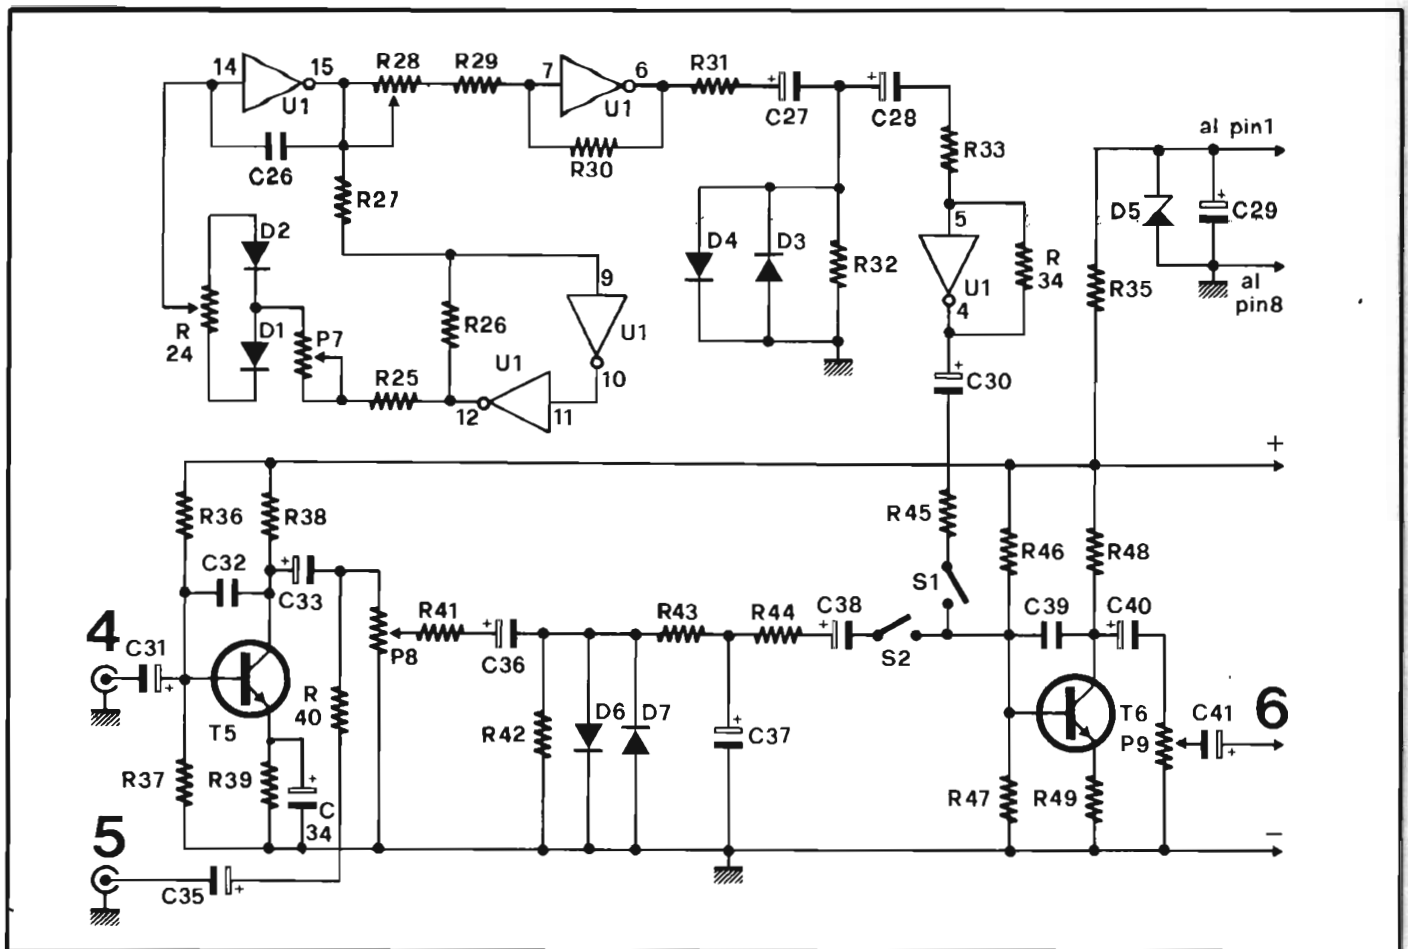 14 U1 15 R28 R29 7 U1 6 R31 C27 C28
C26 R30 R33 al pin1
R27 5 D5 C29
D2 9 D4 D3 R32 U1 R 34 R35 al pin8
R 24 D1 P7 R26 U1 4
U1 10
R25 12 11 C30
+
R36 R38 R45 R46 R48
C32 C33 S1
4 C31 R41 C36 R43 R44 C38 S2 C39 C40
P8
T5 R 40 R42 D6 D7 C37 T6 P9 C41 6
R37 R39 C 34 R47 R49
5 −
C35
+ + + + + + + + + + + + +